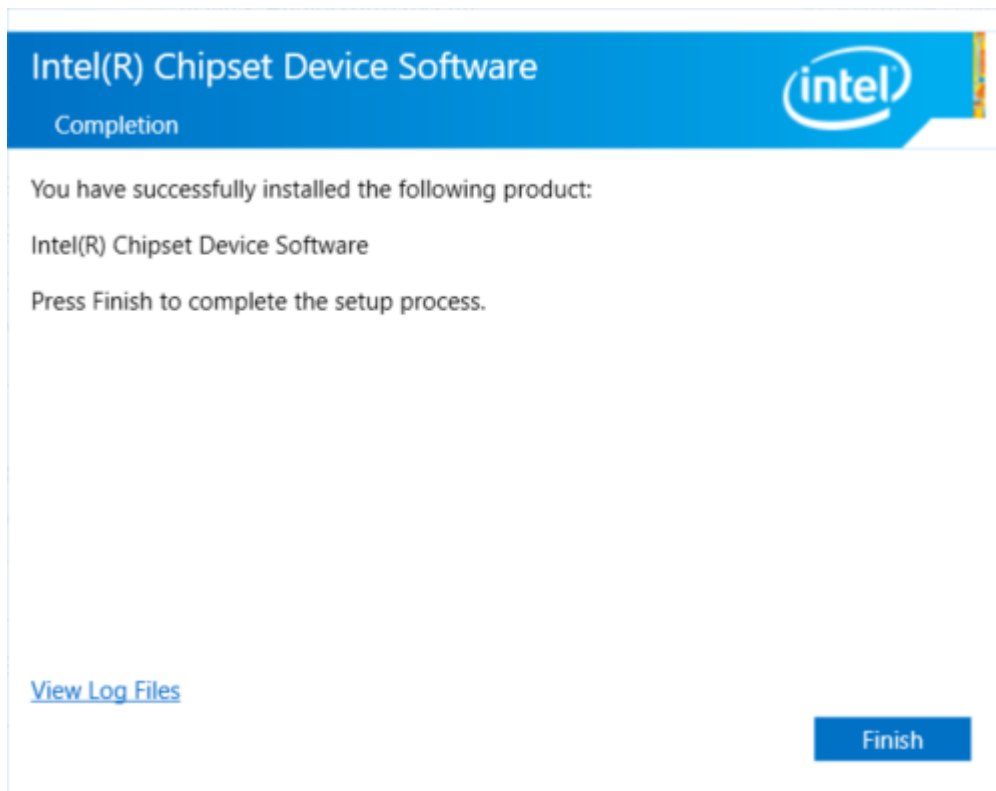 Intel(R) Chipset Device Software
intel
Completion
You have successfully installed the following product:
Intel(R) Chipset Device Software
Press Finish to complete the setup process.
View Log Files
Finish